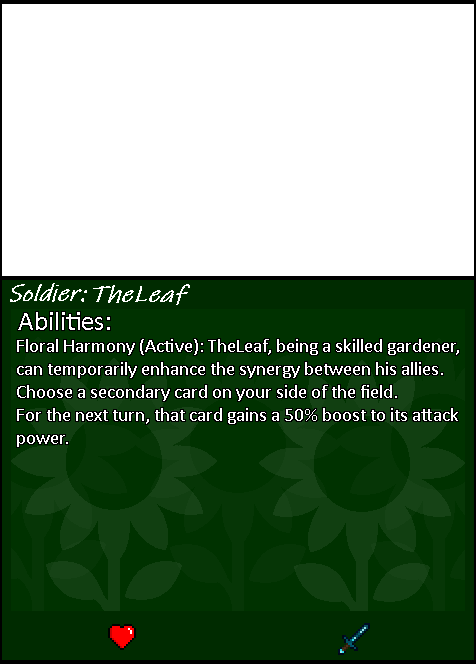 Soldier: TheLeaf
Abilities:
Floral Harmony (Active): TheLeaf, being a skilled gardener,
can temporarily enhance the synergy between his allies.
Choose a secondary card on your side of the field.
For the next turn, that card gains a 50% boost to its attack
power.